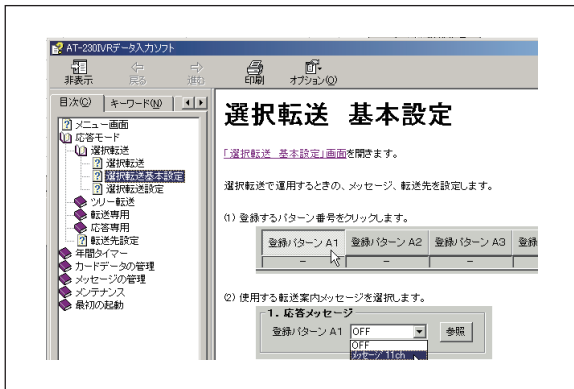 AT-230IVRデータ入力ソフト
非表示 戻る 進む 印刷 オプション(O)
目次(C) キーワード(N)
メニュー画面
応答モード
選択転送
選択転送
選択転送基本設定
選択転送設定
ツリー転送
転送専用
応答専用
転送先設定
年間タイマー
カードデータの管理
メッセージの管理
メンテナンス
最初の起動
選択転送 基本設定
「選択転送 基本設定」画面を開きます。
選択転送で運用するときの、メッセージ、転送先を設定します。
(1) 登録するパターン番号をクリックします。
登録パターン A1 登録パターン A2 登録パターン A3 登録
－ － －
(2) 使用する転送案内メッセージを選択します。
1. 応答メッセージ
登録パターン A1 OFF 参照
OFF
メッセージ 11ch